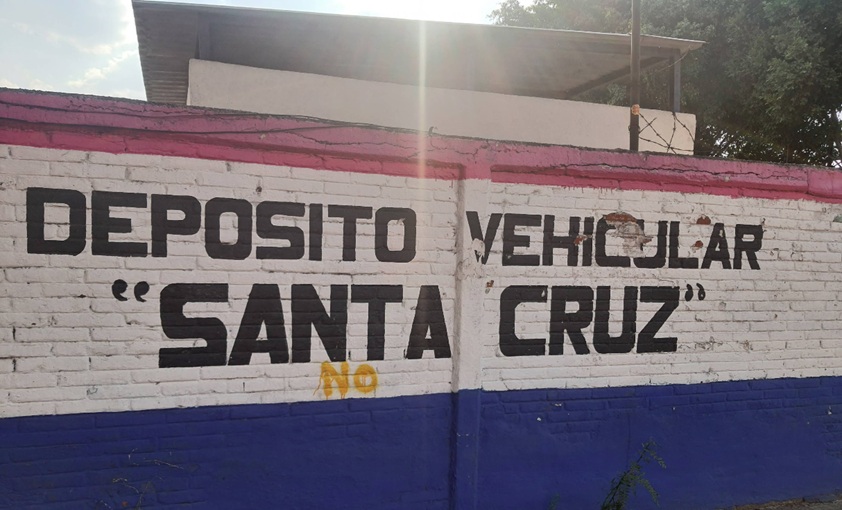 DEPOSITO VEHICULAR
“SANTA CRUZ”
NO